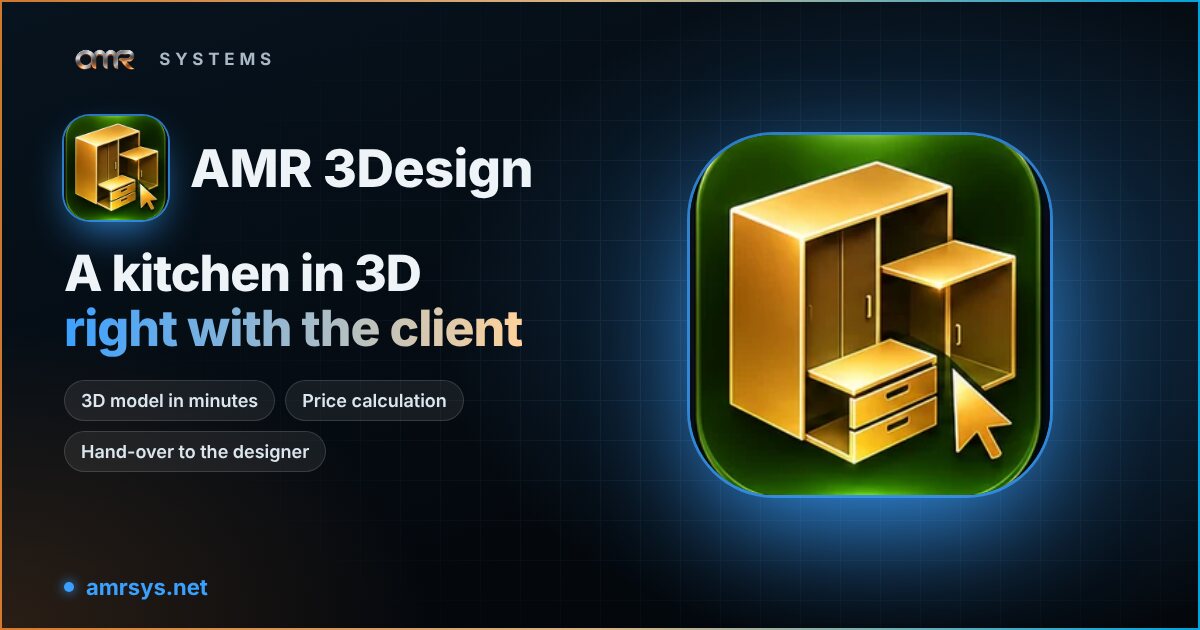 AMR SYSTEMS
AMR 3Design
A kitchen in 3D
right with the client
3D model in minutes
Price calculation
Hand-over to the designer
amrsys.net